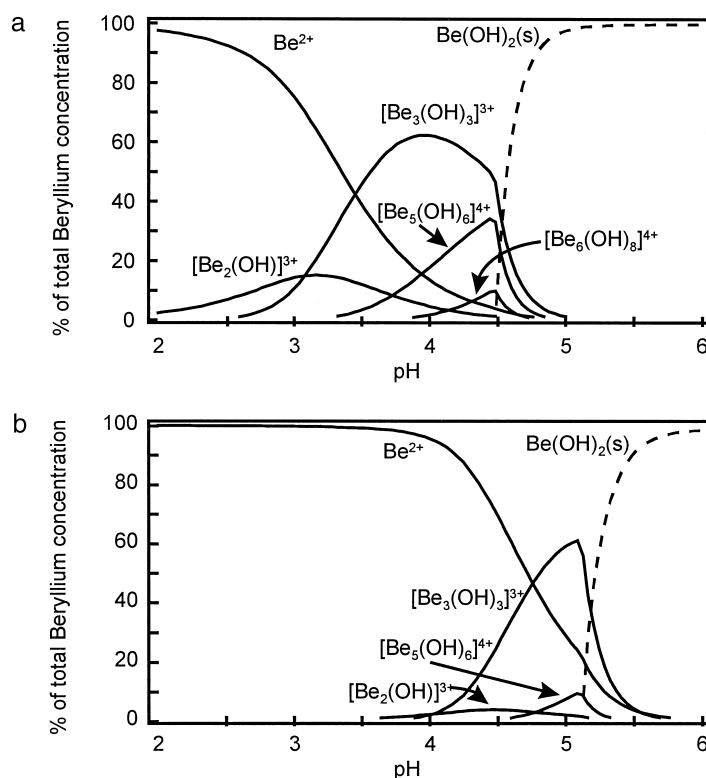 a
% of total Beryllium concentration
100
80
60
40
20
0
Be²⁺
Be(OH)₂(s)
[Be₃(OH)₃]³⁺
[Be₅(OH)₆]⁴⁺
[Be₆(OH)₈]⁴⁺
[Be₂(OH)]³⁺
2 3 4 5 6
pH
b
% of total Beryllium concentration
100
80
60
40
20
0
Be²⁺
Be(OH)₂(s)
[Be₃(OH)₃]³⁺
[Be₅(OH)₆]⁴⁺
[Be₂(OH)]³⁺
2 3 4 5 6
pH